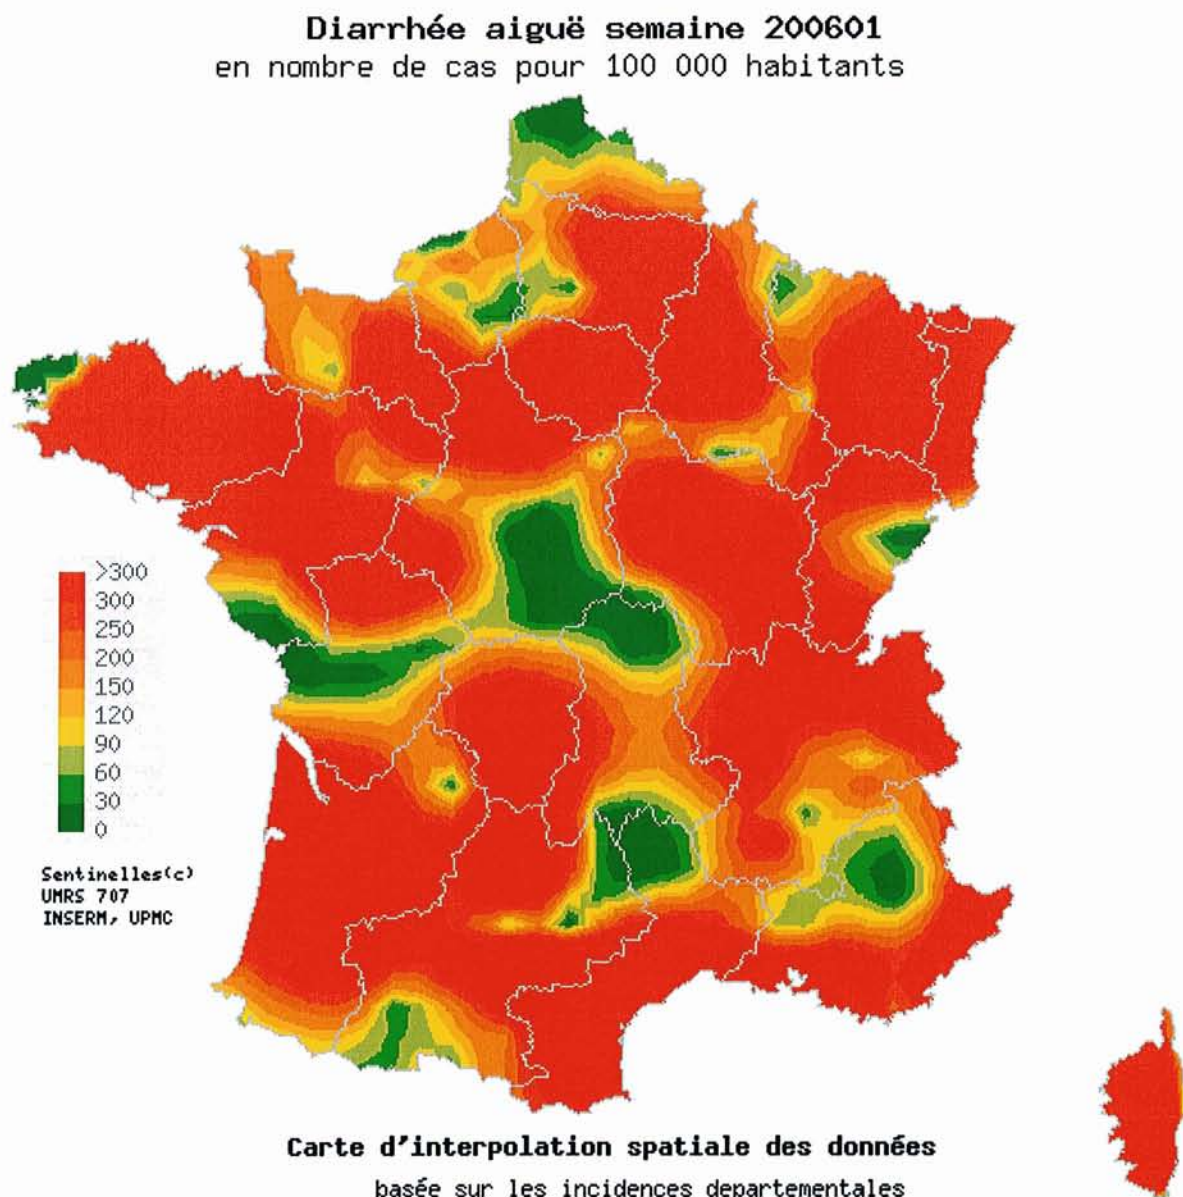 Diarrhée aiguë semaine 200601
en nombre de cas pour 100 000 habitants
>300
300
250
200
150
120
90
60
30
0
Sentinelles(c)
UMRS 707
INSERM, UPMC
Carte d'interpolation spatiale des données
basée sur les incidences departementales